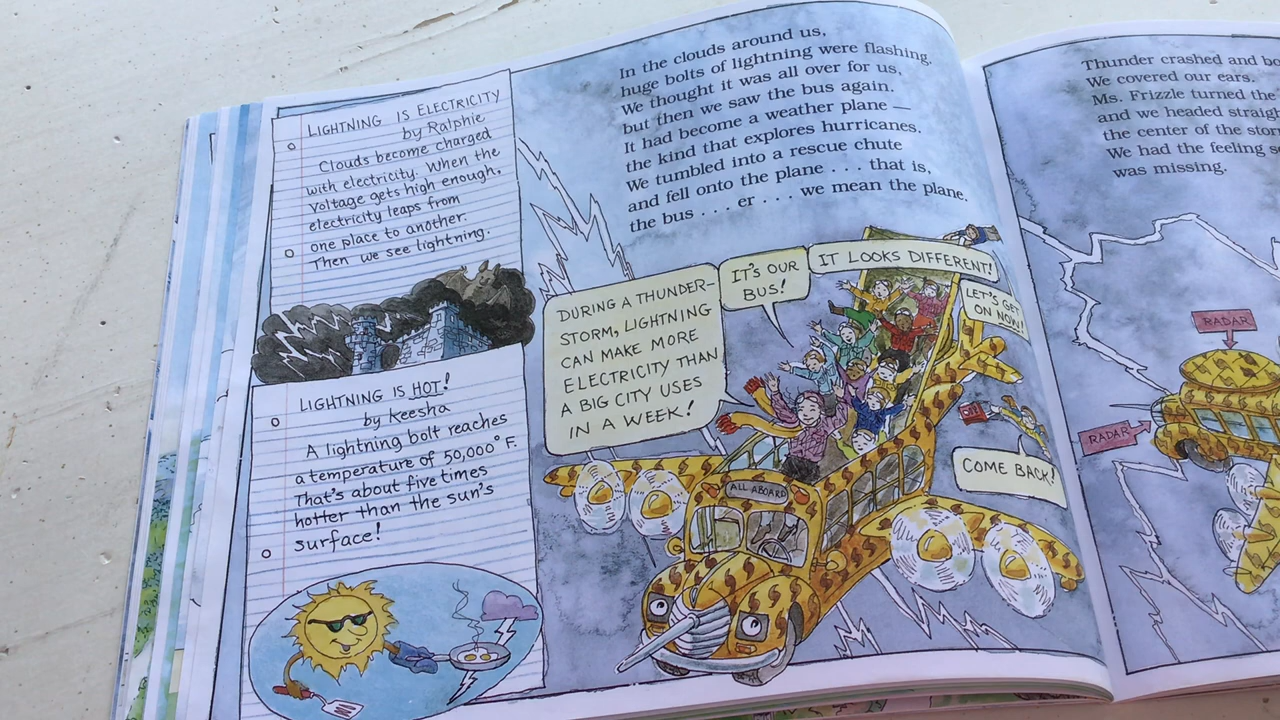 LIGHTNING IS ELECTRICITY
by Ralphie
Clouds become charged
with electricity. When the
voltage gets high enough,
electricity leaps from
one place to another.
Then we see lightning.
LIGHTNING IS HOT!
by Keesha
A lightning bolt reaches
a temperature of 50,000° F.
That's about five times
hotter than the sun's
surface!
In the clouds around us,
huge bolts of lightning were flashing.
We thought it was all over for us,
but then we saw the bus again.
It had become a weather plane —
the kind that explores hurricanes.
We tumbled into a rescue chute
and fell onto the plane . . . that is,
the bus . . . er . . . we mean the plane.
DURING A THUNDER-
STORM, LIGHTNING
CAN MAKE MORE
ELECTRICITY THAN
A BIG CITY USES
IN A WEEK!
IT'S OUR
BUS!
IT LOOKS DIFFERENT!
LET'S GET
ON NOW!
COME BACK!
ALL ABOARD
Thunder crashed and
We covered our ears.
Ms. Frizzle turned the
and we headed
the center of the
We had the feeling
was missing.
RADAR
RADAR